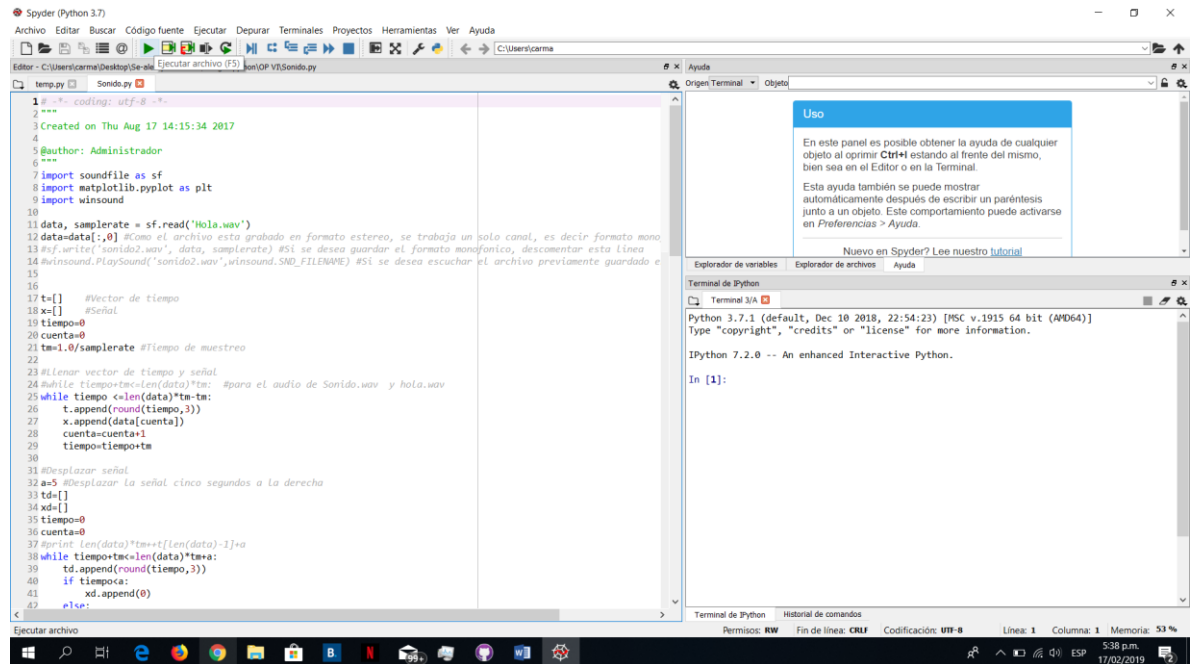 Spyder (Python 3.7)
Archivo Editar Buscar Código fuente Ejecutar Depurar Terminales Proyectos Herramientas Ver Ayuda
C:\Users\carma
Editor - C:\Users\carma\Desktop\Se-ale
Ejecutar archivo (F5)
on\OP VI\Sonido.py
temp.py
Sonido.py
1 # -*- coding: utf-8 -*-
2 """
3 Created on Thu Aug 17 14:15:34 2017
4
5 @author: Administrador
6 """
7 import soundfile as sf
8 import matplotlib.pyplot as plt
9 import winsound
10
11 data, samplerate = sf.read('Hola.wav')
12 data=data[:,0] #Como el archivo esta grabado en formato estereo, se trabaja un solo canal, es decir formato mono
13 #sf.write('sonido2.wav', data, samplerate) #Si se desea guardar el formato monofonico, descomentar esta linea
14 #winsound.PlaySound('sonido2.wav',winsound.SND_FILENAME) #Si se desea escuchar el archivo previamente guardado e
15
16
17 t=[] #Vector de tiempo
18 x=[] #Señal
19 tiempo=0
20 cuenta=0
21 tm=1.0/samplerate #Tiempo de muestreo
22
23 #Llenar vector de tiempo y señal
24 #while tiempo+tm<=len(data)*tm: #para el audio de Sonido.wav y hola.wav
25 while tiempo <=len(data)*tm-tm:
26 t.append(round(tiempo,3))
27 x.append(data[cuenta])
28 cuenta=cuenta+1
29 tiempo=tiempo+tm
30
31 #Desplazar señal
32 a=5 #Desplazar la señal cinco segundos a la derecha
33 td=[]
34 xd=[]
35 tiempo=0
36 cuenta=0
37 #print len(data)*tm++t[len(data)-1]+a
38 while tiempo+tm<=len(data)*tm+a:
39 td.append(round(tiempo,3))
40 if tiempo<a:
41 xd.append(0)
42 else:
Ayuda
Origen Terminal Objeto
Uso
En este panel es posible obtener la ayuda de cualquier
objeto al oprimir Ctrl+I estando al frente del mismo,
bien sea en el Editor o en la Terminal.
Esta ayuda también se puede mostrar
automáticamente después de escribir un paréntesis
junto a un objeto. Este comportamiento puede activarse
en Preferencias > Ayuda.
Nuevo en Spyder? Lee nuestro tutorial
Explorador de variables Explorador de archivos Ayuda
Terminal de IPython
Terminal 3/A
Python 3.7.1 (default, Dec 10 2018, 22:54:23) [MSC v.1915 64 bit (AMD64)]
Type "copyright", "credits" or "license" for more information.
IPython 7.2.0 -- An enhanced Interactive Python.
In [1]:
Terminal de IPython Historial de comandos
Ejecutar archivo
Permisos: RW Fin de línea: CRLF Codificación: UTF-8 Línea: 1 Columna: 1 Memoria: 53 %
B.
N
99+
ESP
5:38 p.m.
17/02/2019
2